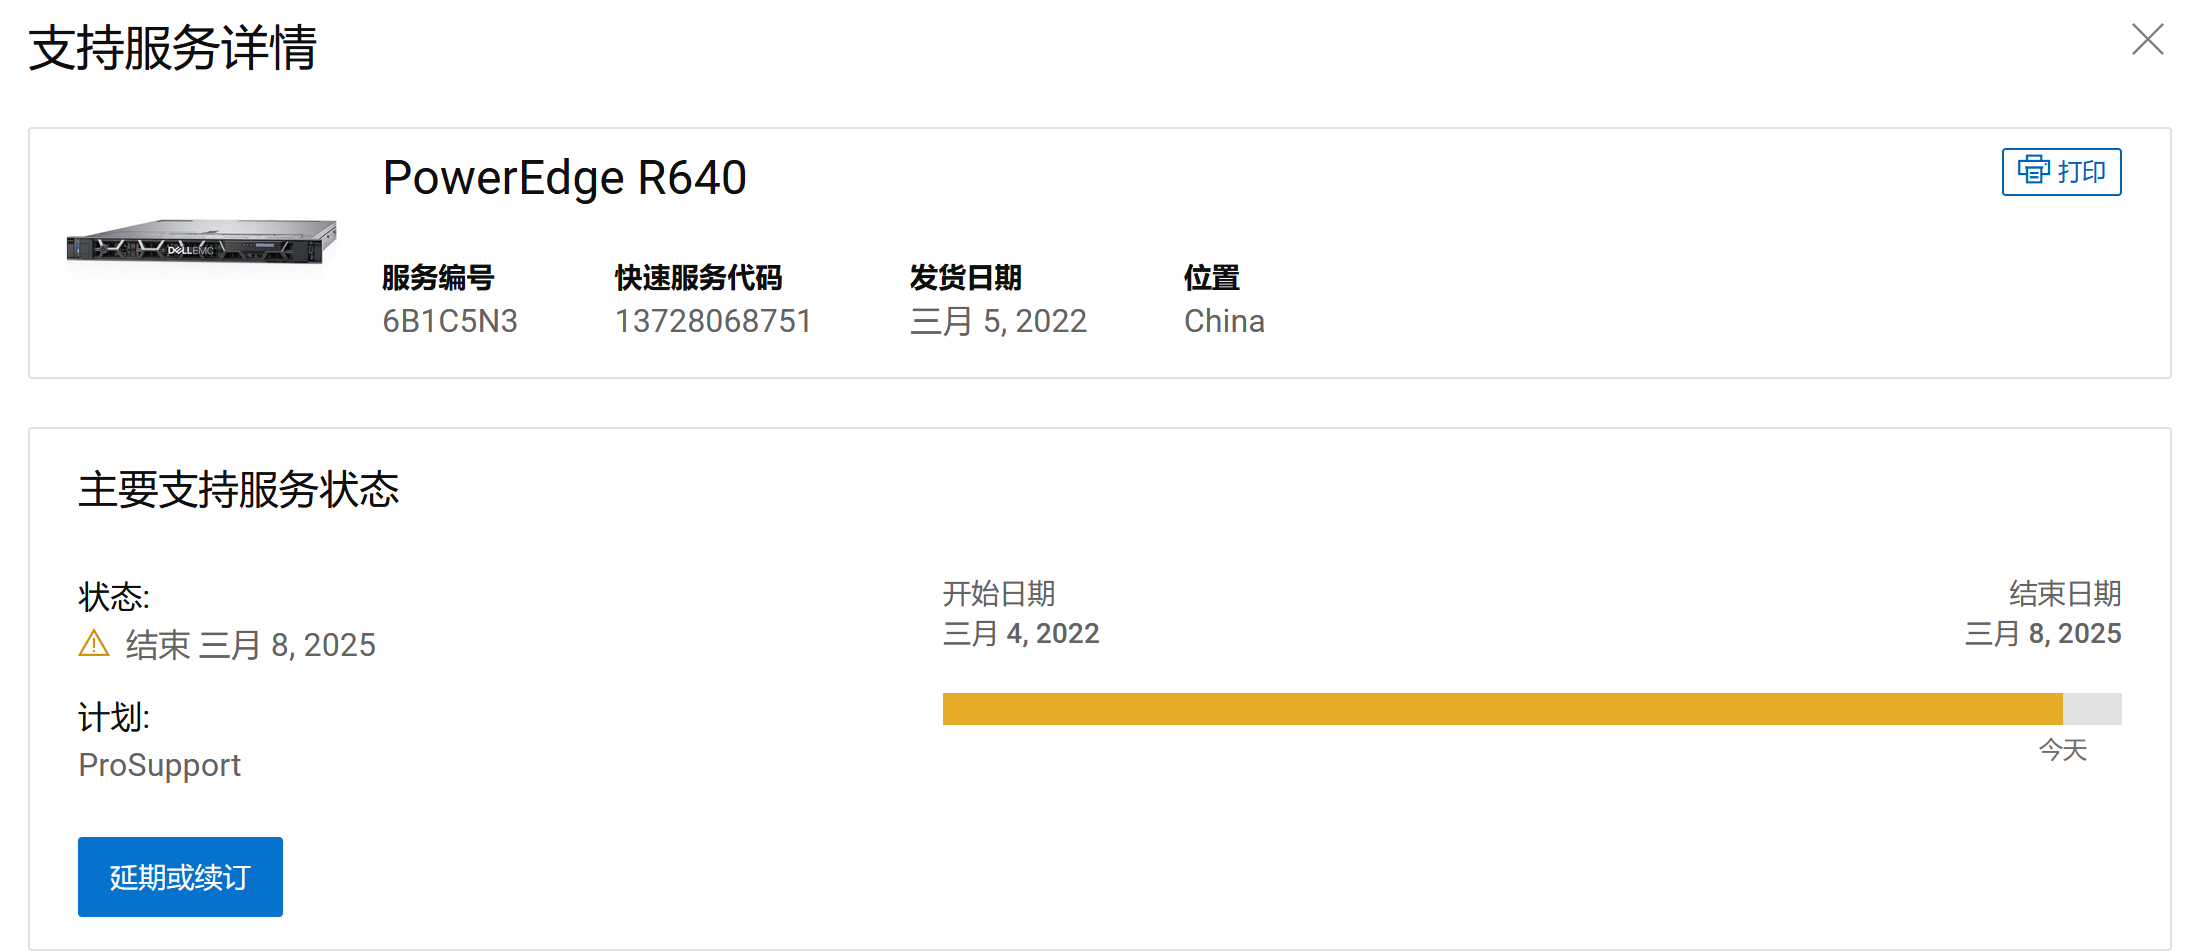 支持服务详情
PowerEdge R640
打印
DELLEMC
服务编号 快速服务代码 发货日期 位置
6B1C5N3 13728068751 三月 5, 2022 China
主要支持服务状态
状态:
结束 三月 8, 2025
计划:
ProSupport
开始日期 结束日期
三月 4, 2022 三月 8, 2025
今天
延期或续订